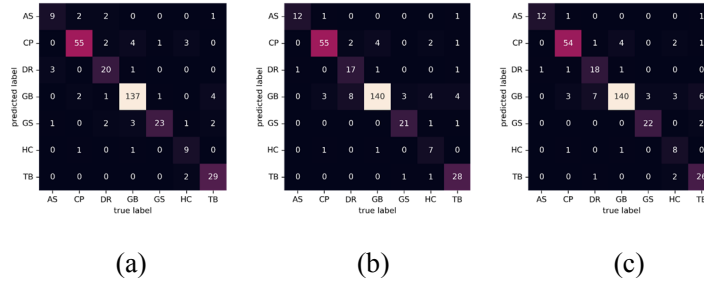 predicted label
AS 9 2 2 0 0 0 1
CP 0 55 2 4 1 3 0
DR 3 0 20 1 0 0 1
GB 0 2 1 137 0 1 4
GS 1 0 2 3 23 1 2
HC 0 1 0 1 0 9 0
TB 0 0 0 0 0 2 29
AS CP DR GB GS HC TB
true label
(a)
predicted label
AS 12 1 0 0 0 0 1
CP 0 55 2 4 0 2 1
DR 1 0 17 1 0 0 1
GB 0 3 8 140 3 4 4
GS 0 0 0 0 21 1 1
HC 0 1 0 1 0 7 0
TB 0 0 0 0 1 1 28
AS CP DR GB GS HC TB
true label
(b)
predicted label
AS 12 1 0 0 0 0 1
CP 0 54 1 4 0 2 1
DR 1 1 18 1 0 0 1
GB 0 3 7 140 3 3 6
GS 0 0 0 0 22 0 2
HC 0 1 0 1 0 8 0
TB 0 0 1 0 0 2 26
AS CP DR GB GS HC TB
true label
(c)